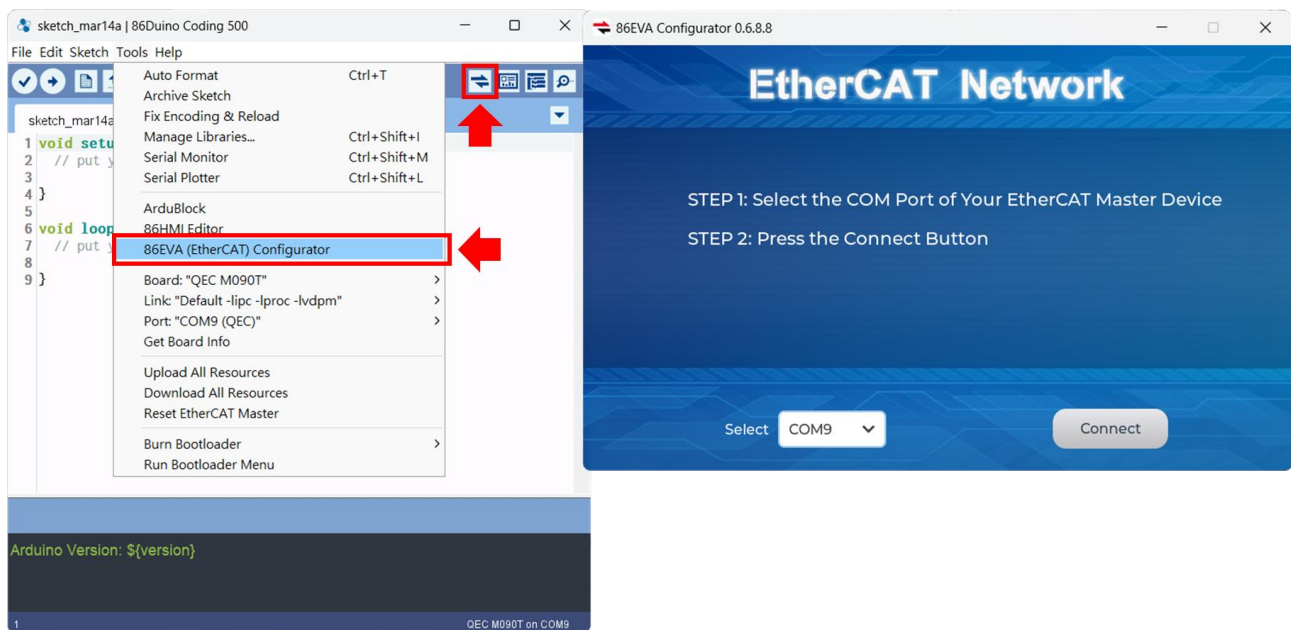 sketch_mar14a | 86Duino Coding 500
File Edit Sketch Tools Help
sketch_mar14a
1 void setu
2 // put y
3
4 }
5
6 void loop
7 // put y
8
9 }
Auto Format Ctrl+T
Archive Sketch
Fix Encoding & Reload
Manage Libraries... Ctrl+Shift+I
Serial Monitor Ctrl+Shift+M
Serial Plotter Ctrl+Shift+L
ArduBlock
86HMI Editor
86EVA (EtherCAT) Configurator
Board: "QEC M090T"
Link: "Default -lipc -lproc -lvdpm"
Port: "COM9 (QEC)"
Get Board Info
Upload All Resources
Download All Resources
Reset EtherCAT Master
Burn Bootloader
Run Bootloader Menu
Arduino Version: ${version}
1 QEC M090T on COM9
86EVA Configurator 0.6.8.8
EtherCAT Network
STEP 1: Select the COM Port of Your EtherCAT Master Device
STEP 2: Press the Connect Button
Select COM9 Connect